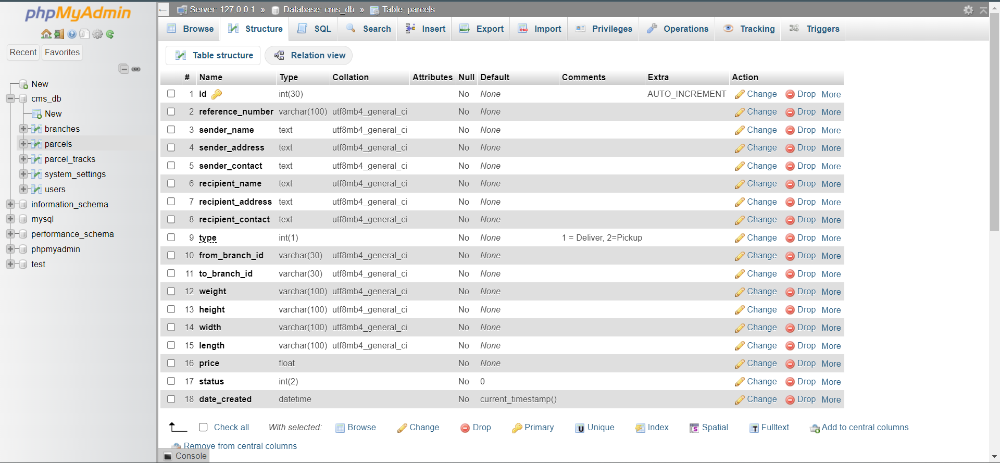 phpMyAdmin
Recent Favorites
New
cms_db
New
branches
parcels
parcel_tracks
system_settings
users
information_schema
mysql
performance_schema
phpmyadmin
test
Server: 127.0.0.1 » Database: cms_db » Table: parcels
Browse Structure SQL Search Insert Export Import Privileges Operations Tracking Triggers
Table structure Relation view
# Name Type Collation Attributes Null Default Comments Extra Action
1 id int(30) No None AUTO_INCREMENT Change Drop More
2 reference_number varchar(100) utf8mb4_general_ci No None Change Drop More
3 sender_name text utf8mb4_general_ci No None Change Drop More
4 sender_address text utf8mb4_general_ci No None Change Drop More
5 sender_contact text utf8mb4_general_ci No None Change Drop More
6 recipient_name text utf8mb4_general_ci No None Change Drop More
7 recipient_address text utf8mb4_general_ci No None Change Drop More
8 recipient_contact text utf8mb4_general_ci No None Change Drop More
9 type int(1) No None 1 = Deliver, 2=Pickup Change Drop More
10 from_branch_id varchar(30) utf8mb4_general_ci No None Change Drop More
11 to_branch_id varchar(30) utf8mb4_general_ci No None Change Drop More
12 weight varchar(100) utf8mb4_general_ci No None Change Drop More
13 height varchar(100) utf8mb4_general_ci No None Change Drop More
14 width varchar(100) utf8mb4_general_ci No None Change Drop More
15 length varchar(100) utf8mb4_general_ci No None Change Drop More
16 price float No None Change Drop More
17 status int(2) No 0 Change Drop More
18 date_created datetime No current_timestamp() Change Drop More
Check all With selected: Browse Change Drop Primary Unique Index Spatial Fulltext Add to central columns
Remove from central columns
Console